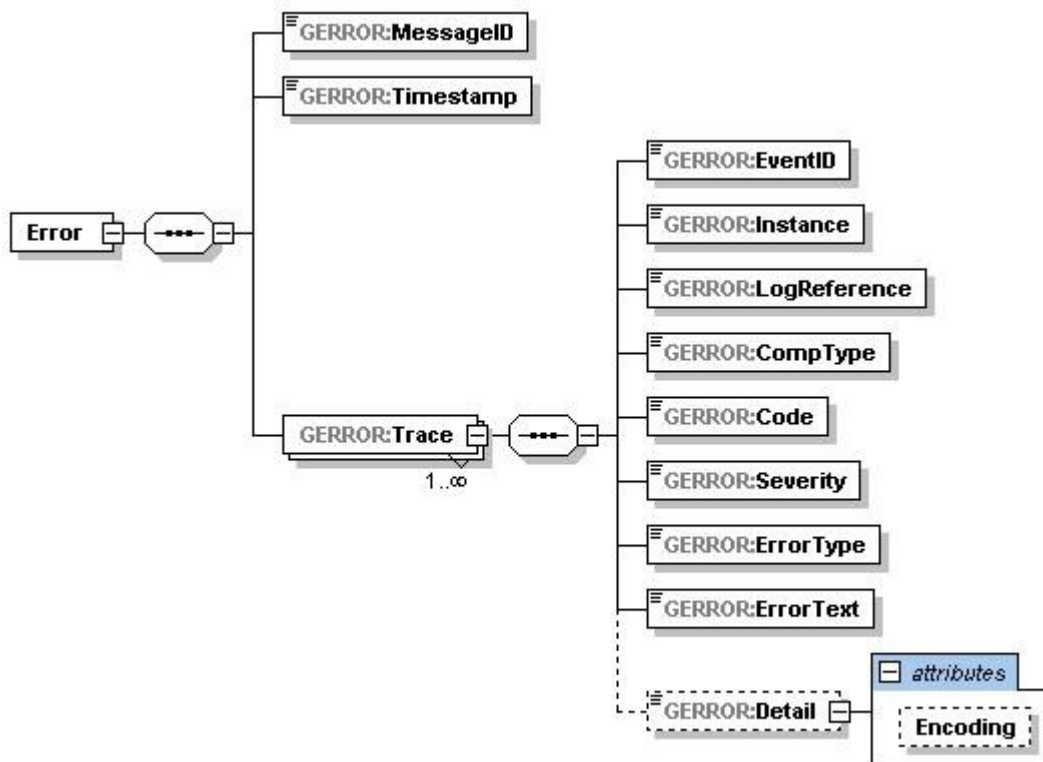 GERROR:MessageID
GERROR:Timestamp
Error
GERROR:Trace
1..∞
GERROR:EventID
GERROR:Instance
GERROR:LogReference
GERROR:CompType
GERROR:Code
GERROR:Severity
GERROR:ErrorType
GERROR:ErrorText
GERROR:Detail
attributes
Encoding